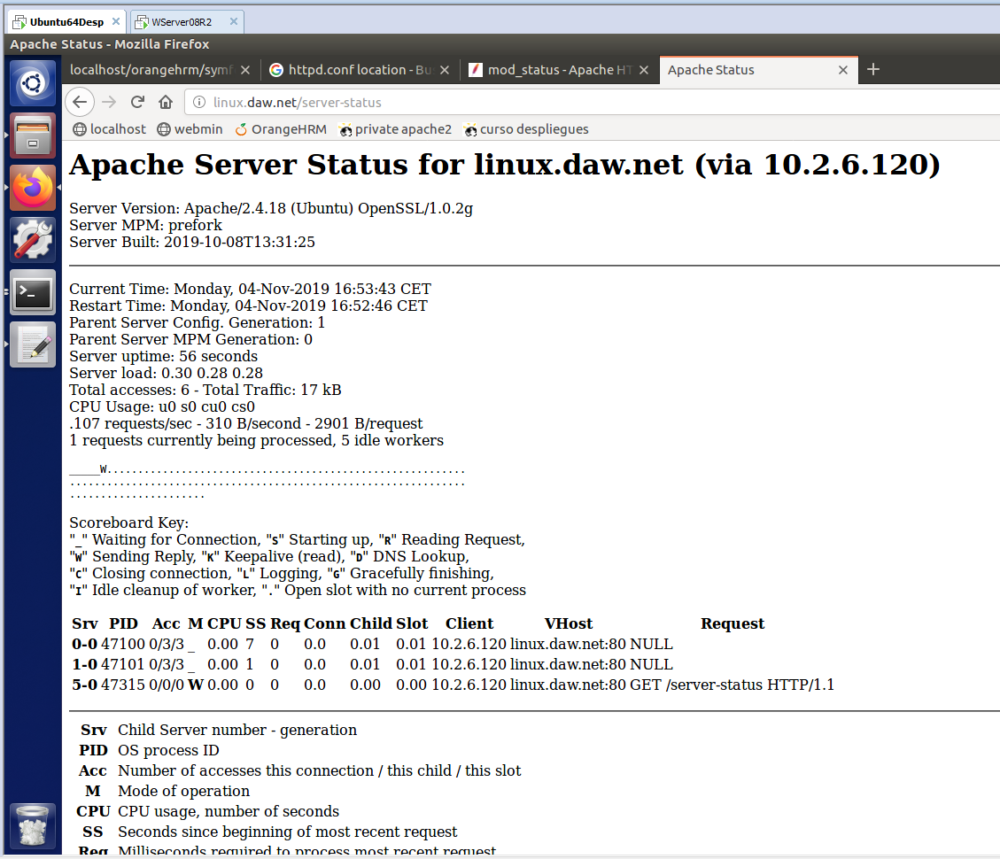 Ubuntu64Desp
WServer08R2
Apache Status - Mozilla Firefox
localhost/orangehrm/symf
httpd.conf location - Bu
mod_status - Apache HT
Apache Status
linux.daw.net/server-status
localhost
webmin
OrangeHRM
private apache2
curso despliegues
Apache Server Status for linux.daw.net (via 10.2.6.120)
Server Version: Apache/2.4.18 (Ubuntu) OpenSSL/1.0.2g
Server MPM: prefork
Server Built: 2019-10-08T13:31:25
Current Time: Monday, 04-Nov-2019 16:53:43 CET
Restart Time: Monday, 04-Nov-2019 16:52:46 CET
Parent Server Config. Generation: 1
Parent Server MPM Generation: 0
Server uptime: 56 seconds
Server load: 0.30 0.28 0.28
Total accesses: 6 - Total Traffic: 17 kB
CPU Usage: u0 s0 cu0 cs0
.107 requests/sec - 310 B/second - 2901 B/request
1 requests currently being processed, 5 idle workers
_____W..........................................................
................................................................
......................
Scoreboard Key:
"_" Waiting for Connection, "S" Starting up, "R" Reading Request,
"W" Sending Reply, "K" Keepalive (read), "D" DNS Lookup,
"C" Closing connection, "L" Logging, "G" Gracefully finishing,
"I" Idle cleanup of worker, "." Open slot with no current process
Srv PID Acc M CPU SS Req Conn Child Slot Client VHost Request
0-0 47100 0/3/3 _ 0.00 7 0 0.0 0.01 0.01 10.2.6.120 linux.daw.net:80 NULL
1-0 47101 0/3/3 _ 0.00 1 0 0.0 0.01 0.01 10.2.6.120 linux.daw.net:80 NULL
5-0 47315 0/0/0 W 0.00 0 0 0.0 0.00 0.00 10.2.6.120 linux.daw.net:80 GET /server-status HTTP/1.1
Srv Child Server number - generation
PID OS process ID
Acc Number of accesses this connection / this child / this slot
M Mode of operation
CPU CPU usage, number of seconds
SS Seconds since beginning of most recent request
Req Milliseconds required to process most recent request